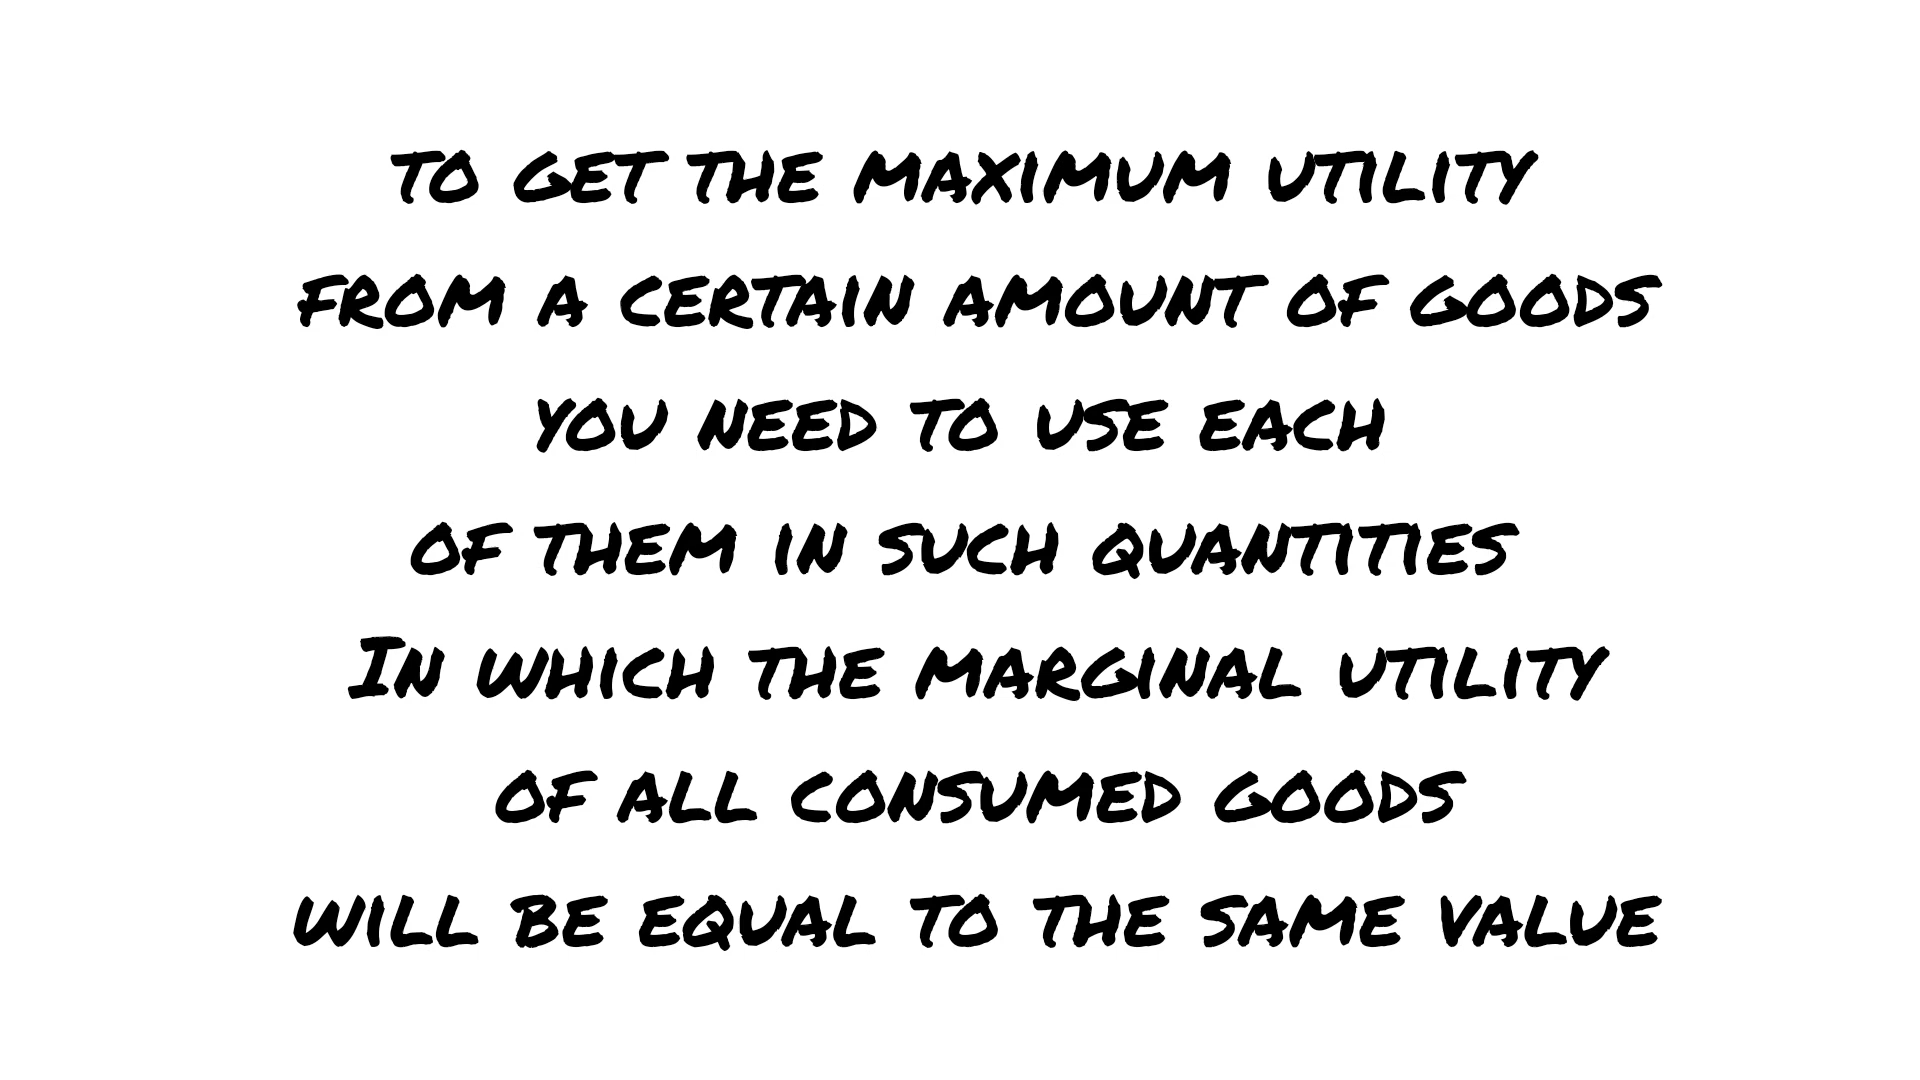 TO GET THE MAXIMUM UTILITY
FROM A CERTAIN AMOUNT OF GOODS
YOU NEED TO USE EACH
OF THEM IN SUCH QUANTITIES
IN WHICH THE MARGINAL UTILITY
OF ALL CONSUMED GOODS
WILL BE EQUAL TO THE SAME VALUE